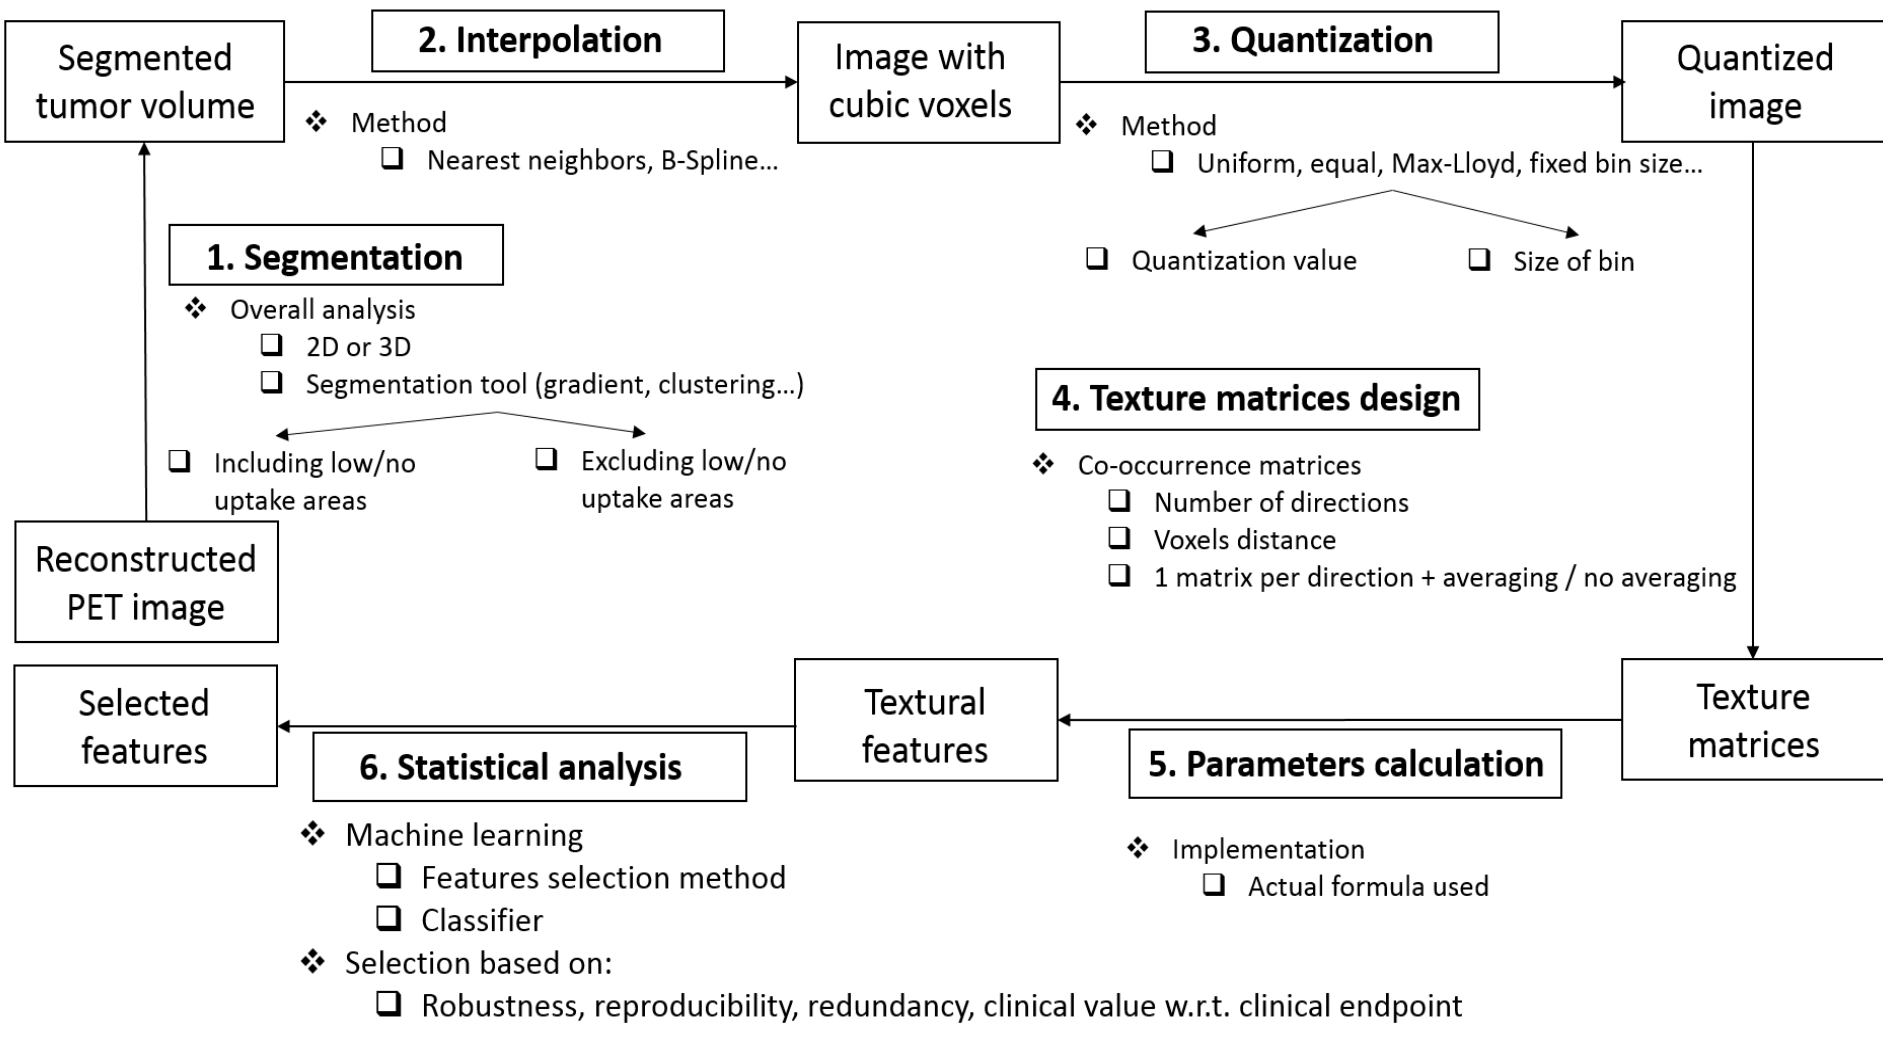 Segmented
tumor volume
2. Interpolation
❖ Method
❑ Nearest neighbors, B-Spline...
Image with
cubic voxels
3. Quantization
❖ Method
❑ Uniform, equal, Max-Lloyd, fixed bin size...
❑ Quantization value
❑ Size of bin
Quantized
image
1. Segmentation
❖ Overall analysis
❑ 2D or 3D
❑ Segmentation tool (gradient, clustering...)
❑ Including low/no
uptake areas
❑ Excluding low/no
uptake areas
Reconstructed
PET image
4. Texture matrices design
❖ Co-occurrence matrices
❑ Number of directions
❑ Voxels distance
❑ 1 matrix per direction + averaging / no averaging
Texture
matrices
5. Parameters calculation
❖ Implementation
❑ Actual formula used
Textural
features
6. Statistical analysis
❖ Machine learning
❑ Features selection method
❑ Classifier
❖ Selection based on:
❑ Robustness, reproducibility, redundancy, clinical value w.r.t. clinical endpoint
Selected
features